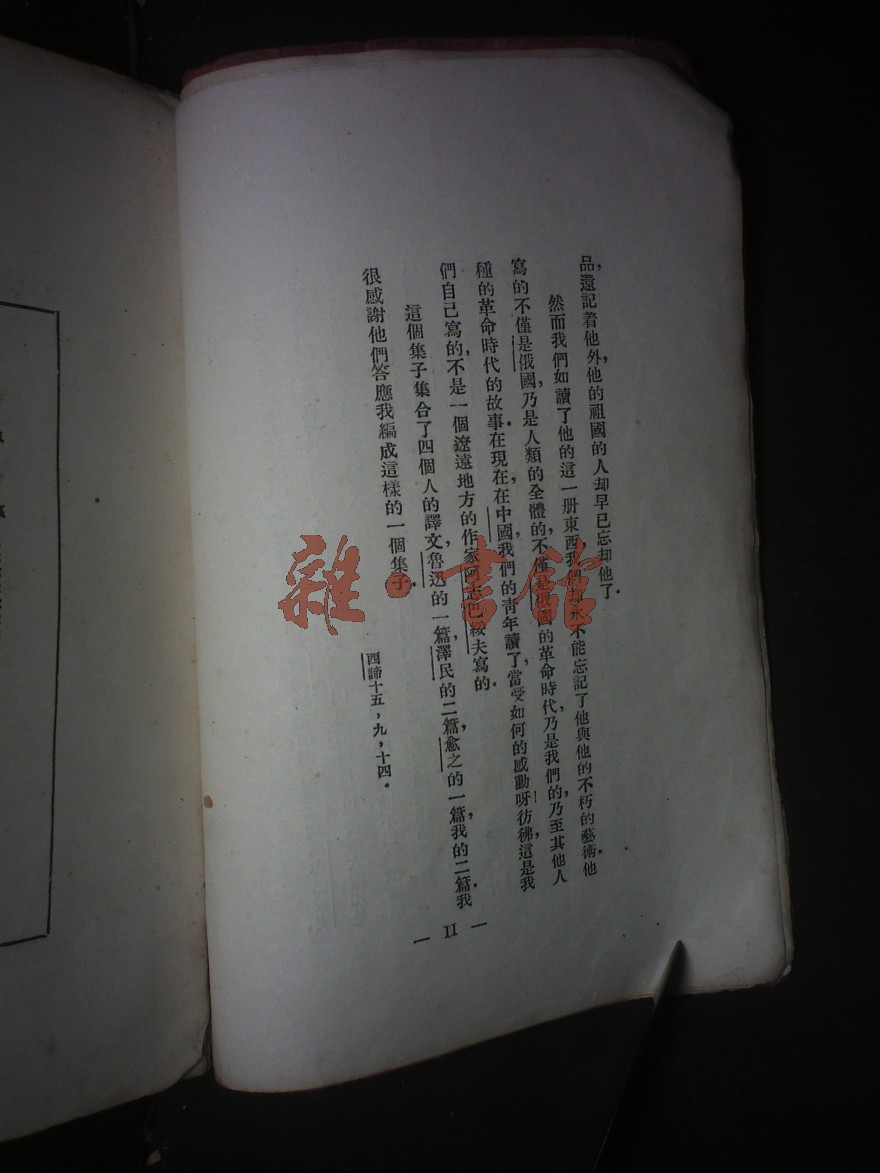 品，還記着他外，他的祖國的人却早已忘却他了．
然而我們如讀了他的這一册東西，我永不能忘記了他與他的不朽的藝術．他
寫的不僅是俄國，乃是人類的全體的，不僅是國的革命時代，乃是我們的，乃至其他人
種的革命時代的故事．在現在，在中國，我們的青年讀了，當受如何的感動呀！彷彿，這是我
們自己寫的，不是一個遼遠地方的作家阿志巴綏夫寫的．
這個集子集合了四個人的譯文，魯迅的一篇，澤民的二篇，愈之的一篇，我的二篇．我
很感謝他們答應我編成這樣的一個集子．
西諦十五，九，十四．
— II —
雜·書館